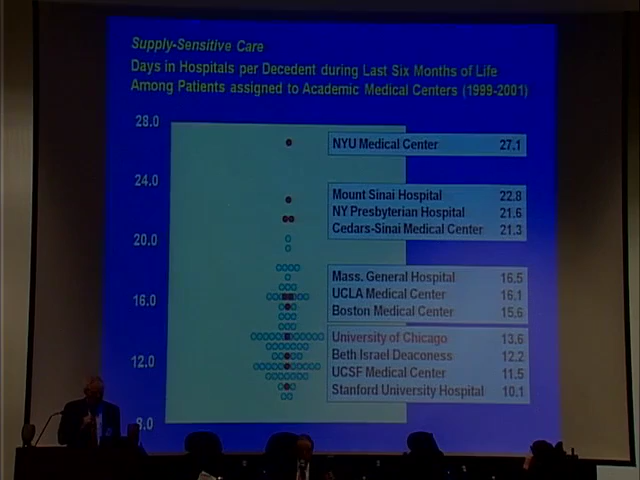 Supply-Sensitive Care
Days in Hospitals per Decedent during Last Six Months of Life
Among Patients assigned to Academic Medical Centers (1999-2001)
28.0
NYU Medical Center 27.1
24.0
Mount Sinai Hospital 22.8
NY Presbyterian Hospital 21.6
Cedars-Sinai Medical Center 21.3
20.0
Mass. General Hospital 16.5
UCLA Medical Center 16.1
Boston Medical Center 15.6
16.0
University of Chicago 13.6
Beth Israel Deaconess 12.2
UCSF Medical Center 11.5
Stanford University Hospital 10.1
12.0
8.0